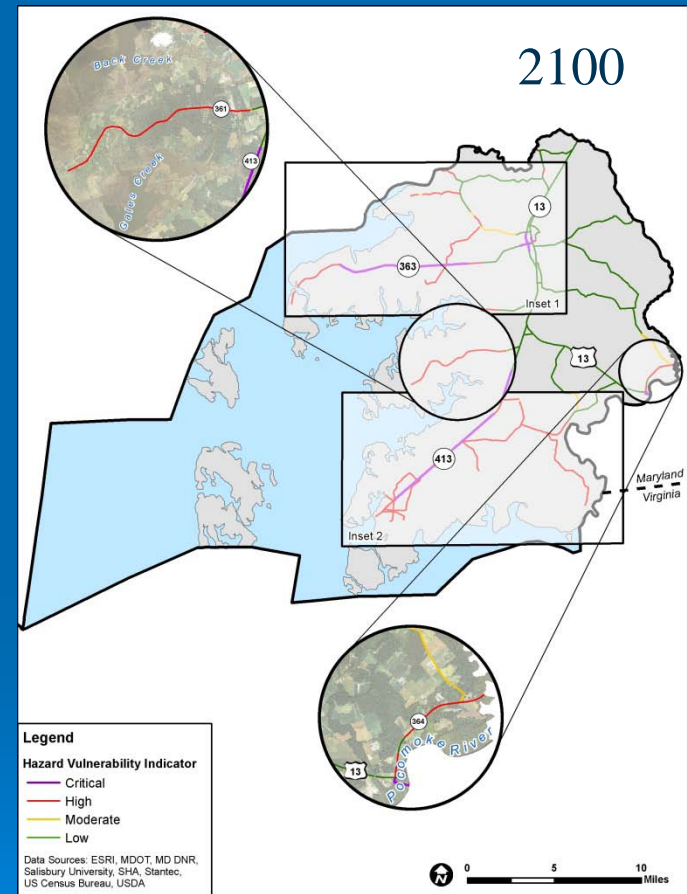 2100
Back Creek
361
413
Gales Creek
13
363
Inset 1
13
413
Maryland
Virginia
Inset 2
364
Pocomoke River
13
Legend
Hazard Vulnerability Indicator
Critical
High
Moderate
Low
Data Sources: ESRI, MDOT, MD DNR,
Salisbury University, SHA, Stantec,
US Census Bureau, USDA
N
0 5 10
Miles